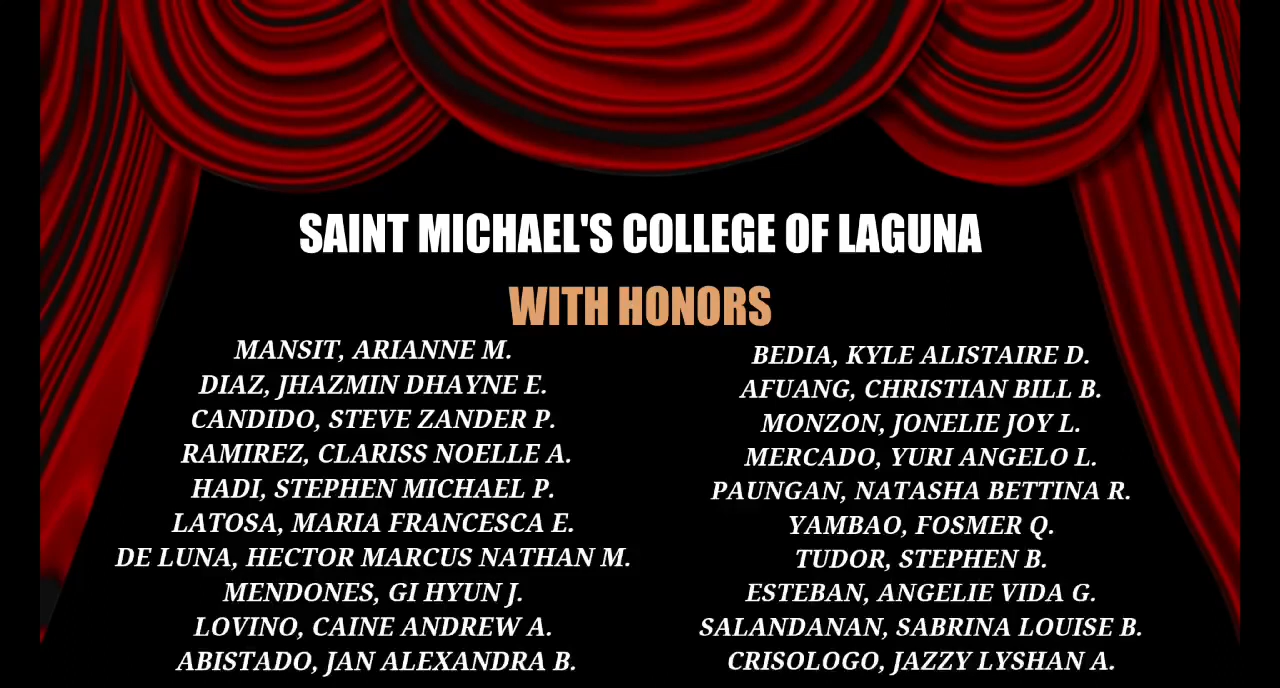 SAINT MICHAEL'S COLLEGE OF LAGUNA
WITH HONORS
MANSIT, ARIANNE M.
DIAZ, JHAZMIN DHAYNE E.
CANDIDO, STEVE ZANDER P.
RAMIREZ, CLARISS NOELLE A.
HADI, STEPHEN MICHAEL P.
LATOSA, MARIA FRANCESCA E.
DE LUNA, HECTOR MARCUS NATHAN M.
MENDONES, GI HYUN J.
LOVINO, CAINE ANDREW A.
ABISTADO, JAN ALEXANDRA B.
BEDIA, KYLE ALISTAIRE D.
AFUANG, CHRISTIAN BILL B.
MONZON, JONELIE JOY L.
MERCADO, YURI ANGELO L.
PAUNGAN, NATASHA BETTINA R.
YAMBAO, FOSMER Q.
TUDOR, STEPHEN B.
ESTEBAN, ANGELIE VIDA G.
SALANDANAN, SABRINA LOUISE B.
CRISOLOGO, JAZZY LYSHAN A.